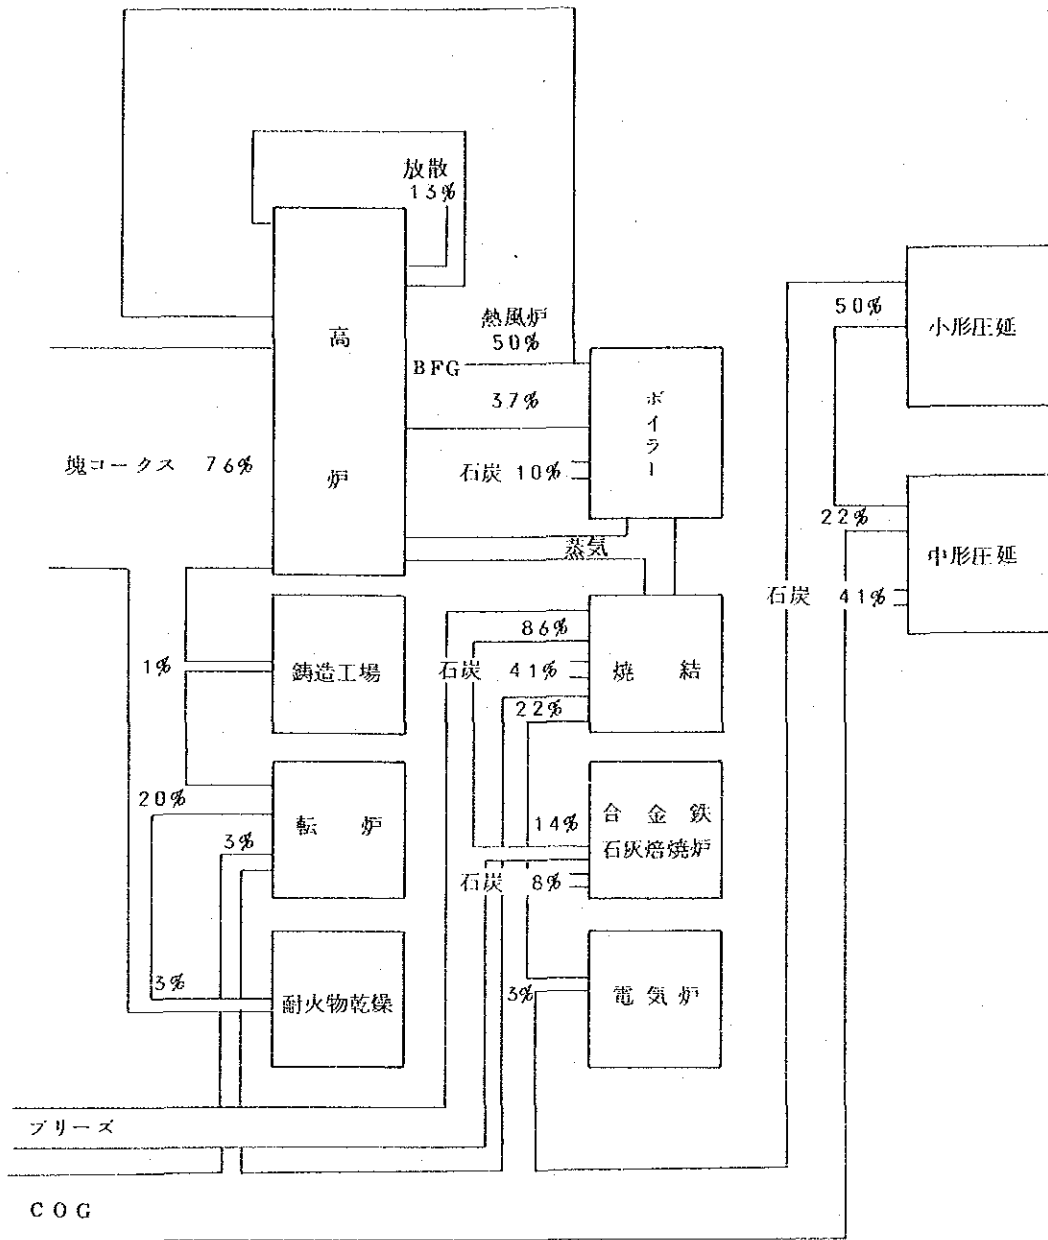 放散
13%
高炉
熱風炉
50%
BFG
37%
ボイラー
石炭 10%
50%
小形圧延
塊コークス 76%
蒸気
22%
中形圧延
石炭 41%
86%
1%
鋳造工場
石炭 41%
焼結
22%
20%
転炉
3%
14%
合金鉄
石灰焙焼炉
石炭 8%
3%
耐火物乾燥
3%
電気炉
ブリーズ
COG